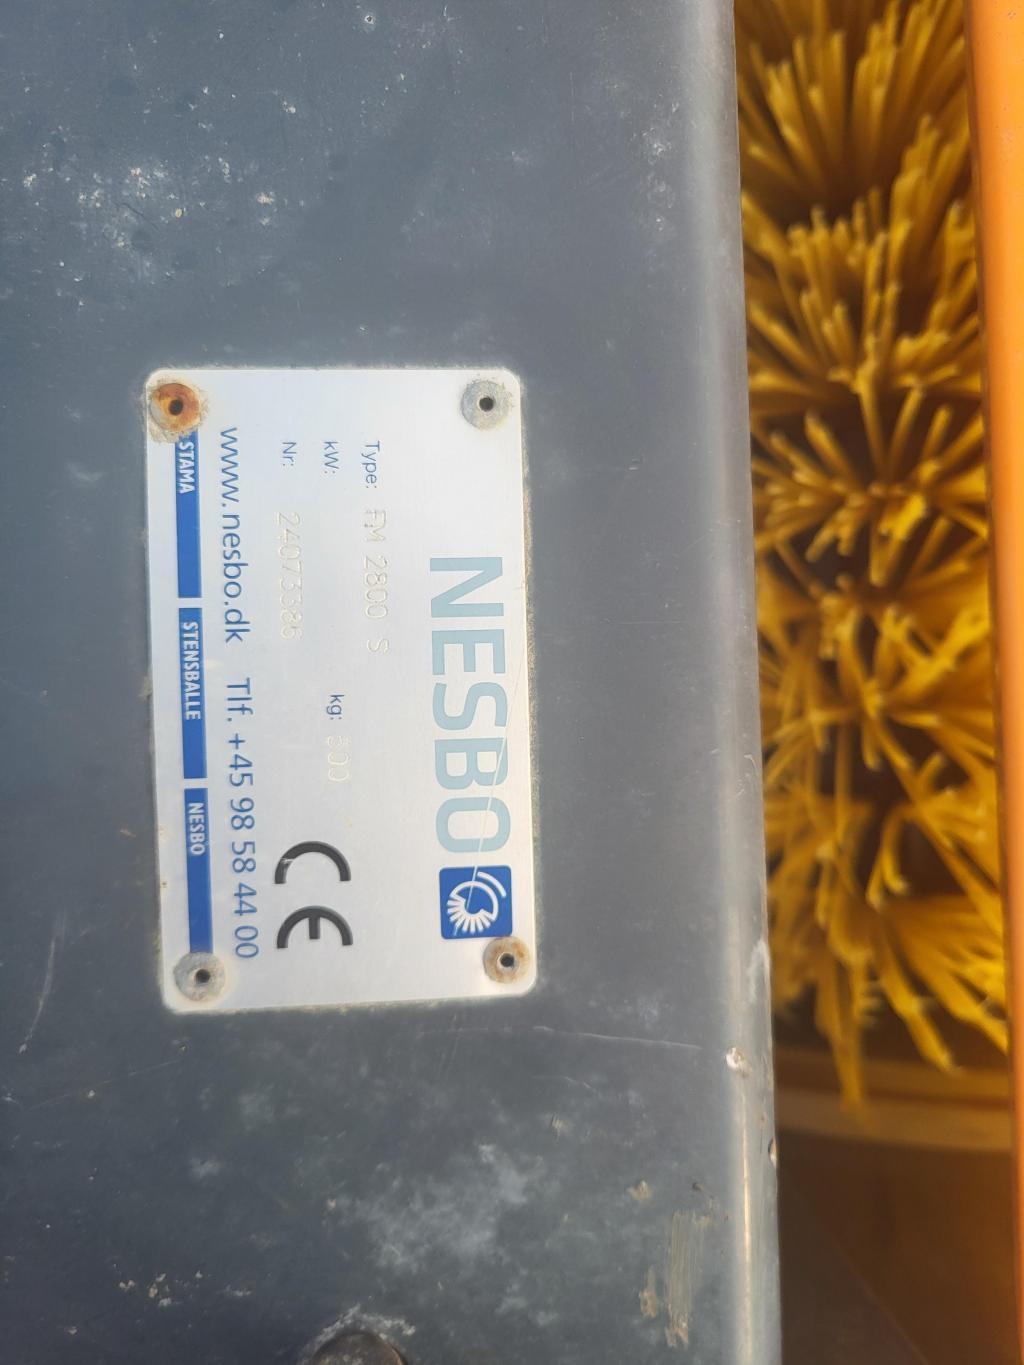 NESBO
Type: FM 2800 S
kW: kg: 300
Nr: 24073386
CE
www.nesbo.dk Tlf. +45 98 58 44 00
STAMA STENSBALLE NESBO